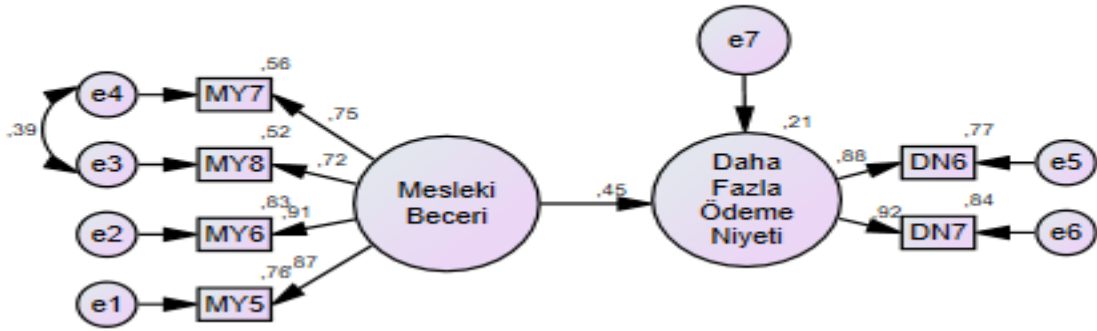 e7
,56
e4
MY7
,75
,21
,77
,39
,52
e3
MY8
,72
Daha
Fazla
Ödeme
Niyeti
,88
DN6
e5
Mesleki
Beceri
,45
,83
,91
e2
MY6
,92
,84
DN7
e6
,76
,87
e1
MY5